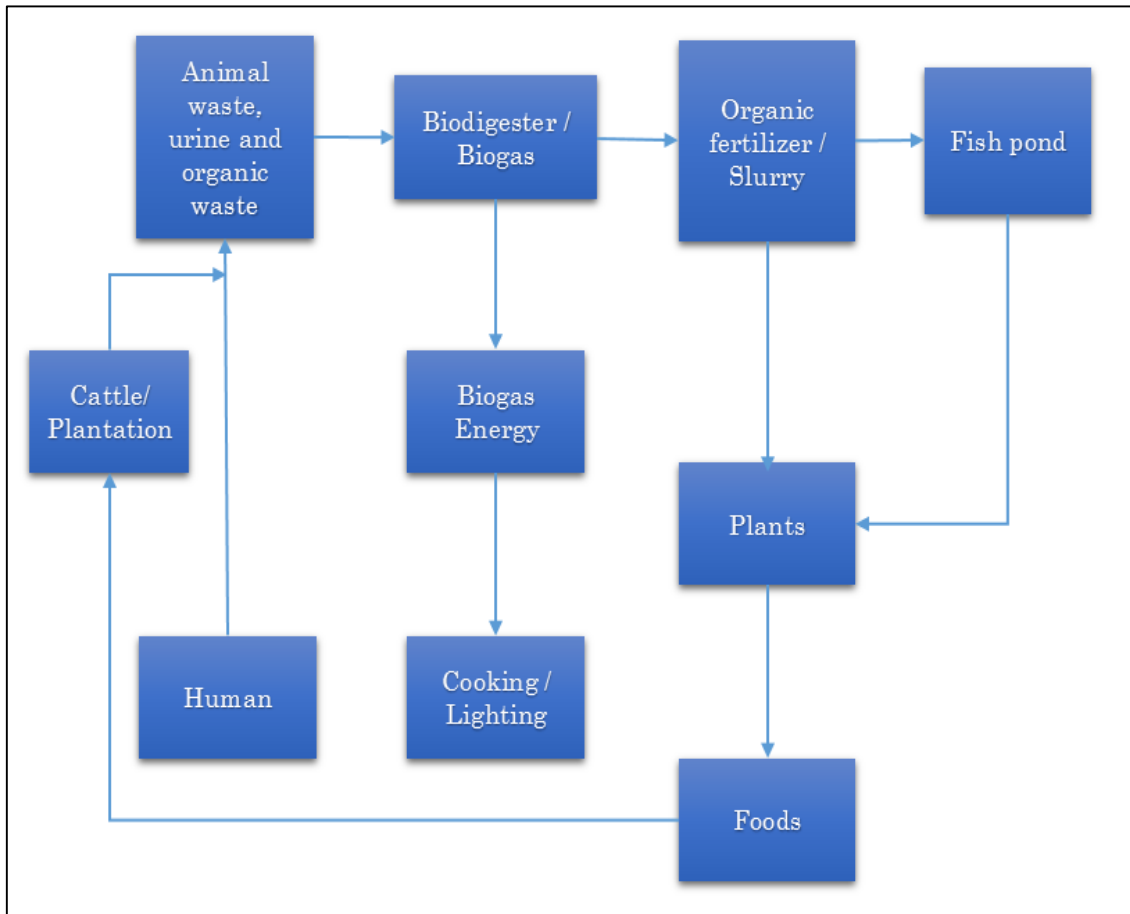 Animal
waste,
urine and
organic
waste
Biodigester /
Biogas
Organic
fertilizer /
Slurry
Fish pond
Cattle/
Plantation
Biogas
Energy
Plants
Human
Cooking /
Lighting
Foods